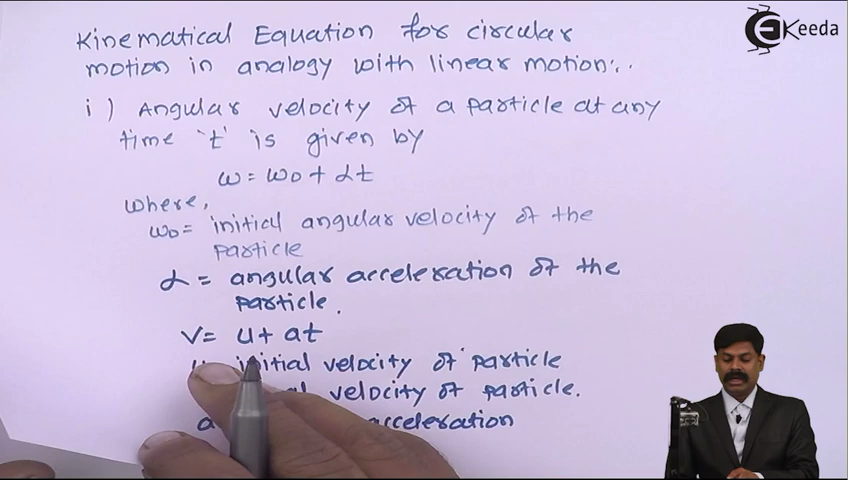 Ekeeda
Kinematical Equation for circular
motion in analogy with linear motion:.
i) Angular velocity of a particle at any
time 't' is given by
ω = ω0 + αt
where,
ω0 = initial angular velocity of the
particle
α = angular acceleration of the
particle.
v = u + at
initial velocity of particle
velocity of particle.
a acceleration